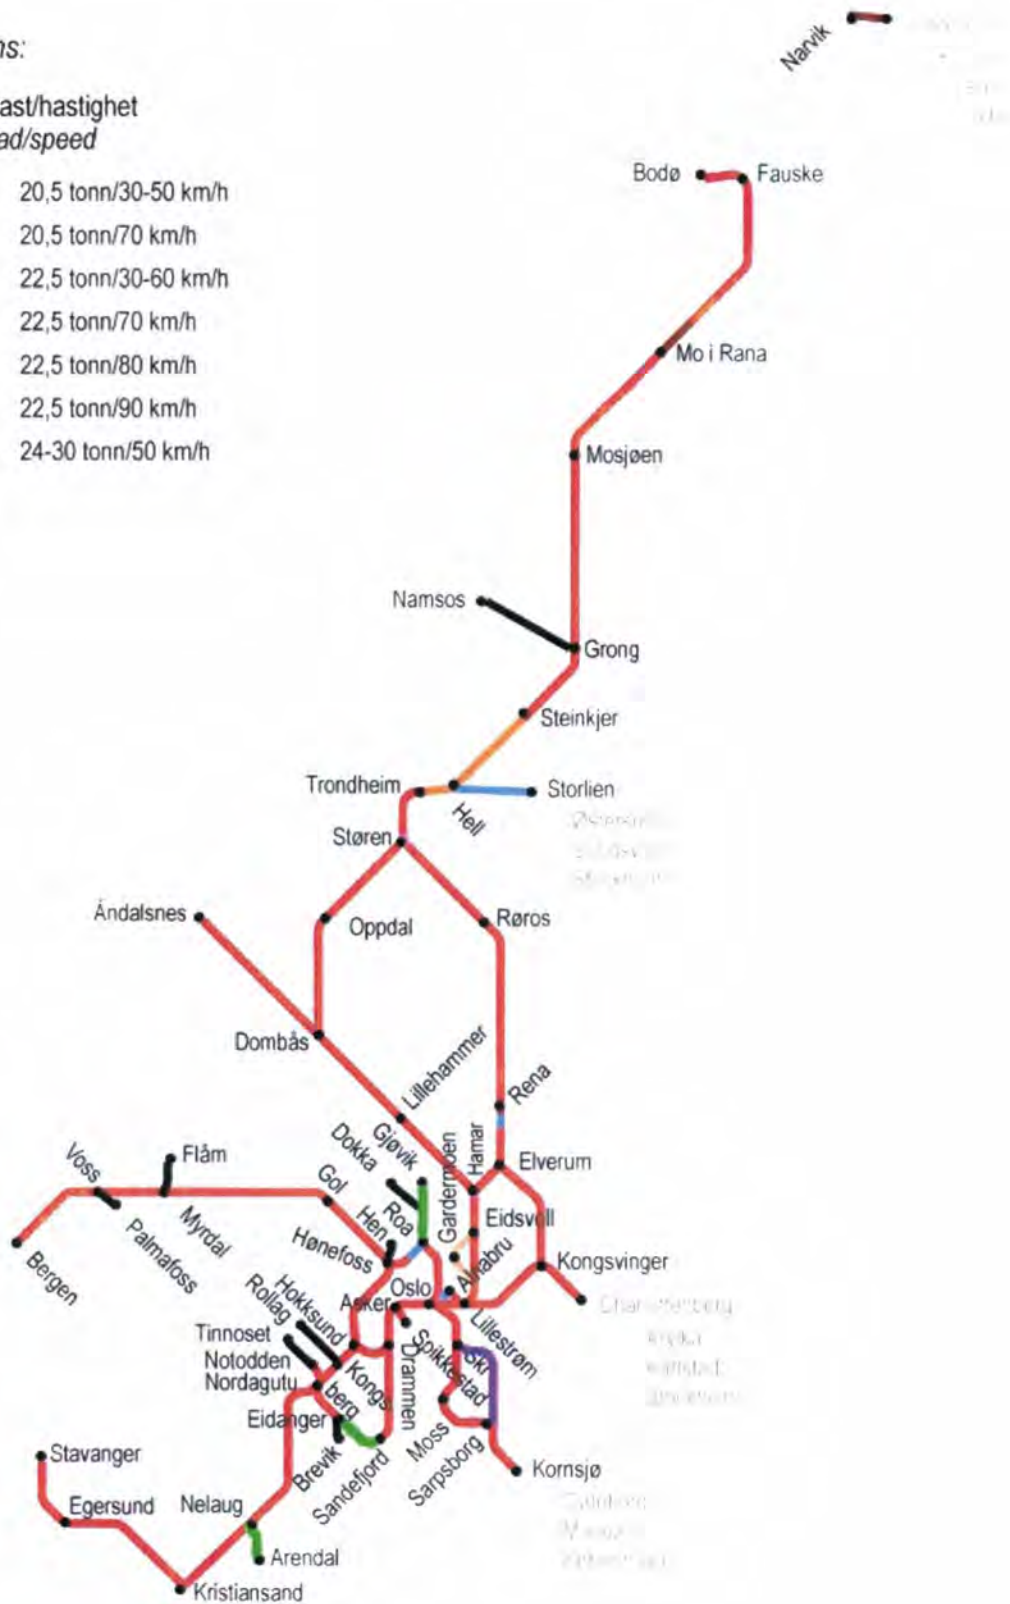 ns:
ast/hastighet
ad/speed
20,5 tonn/30-50 km/h
20,5 tonn/70 km/h
22,5 tonn/30-60 km/h
22,5 tonn/70 km/h
22,5 tonn/80 km/h
22,5 tonn/90 km/h
24-30 tonn/50 km/h
Narvik
Bodø
Fauske
Mo i Rana
Mosjøen
Namsos
Grong
Steinkjer
Trondheim
Hell
Storlien
Støren
Åndalsnes
Oppdal
Røros
Dombås
Lillehammer
Rena
Voss
Flåm
Gol
Dokka
Gjøvik
Gardermoen
Hamar
Elverum
Hen
Roa
Eidsvoll
Bergen
Palmafoss
Myrdal
Hønefoss
Alnabru
Kongsvinger
Oslo
Asker
Hokksund
Rollag
Lillestrøm
Charlottenberg
Tinnoset
Spikkestad
Ski
Notodden
Nordagutu
Kongs
berg
Drammen
Eidanger
Brevik
Sandefjord
Moss
Sarpsborg
Stavanger
Kornsjø
Egersund
Nelaug
Arendal
Kristiansand